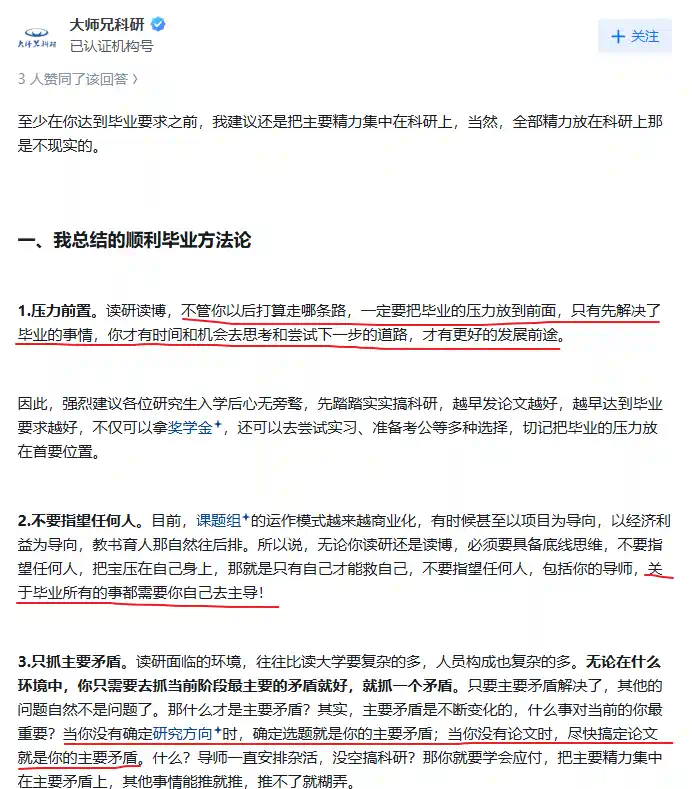 大师兄科研
大师兄科研
已认证机构号
关注
3 人赞同了该回答
至少在你达到毕业要求之前，我建议还是把主要精力集中在科研上，当然，全部精力放在科研上那
是不现实的。
一、我总结的顺利毕业方法论
1.压力前置。读研读博，不管你以后打算走哪条路，一定要把毕业的压力放到前面，只有先解决了
毕业的事情，你才有时间和机会去思考和尝试下一步的道路，才有更好的发展前途。
因此，强烈建议各位研究生入学后心无旁骛，先踏踏实实搞科研，越早发论文越好，越早达到毕业
要求越好，不仅可以拿奖学金，还可以去尝试实习、准备考公等多种选择，切记把毕业的压力放
在首要位置。
2.不要指望任何人。目前，课题组的运作模式越来越商业化，有时候甚至以项目为导向，以经济利
益为导向，教书育人那自然往后排。所以说，无论你读研还是读博，必须要具备底线思维，不要指
望任何人，把宝压在自己身上，那就是只有自己才能救自己，不要指望任何人，包括你的导师，关
于毕业所有的事都需要你自己去主导！
3.只抓主要矛盾。读研面临的环境，往往比读大学要复杂的多，人员构成也复杂的多。无论在什么
环境中，你只需要去抓当前阶段最主要的矛盾就好，就抓一个矛盾。只要主要矛盾解决了，其他的
问题自然不是问题了。那什么才是主要矛盾？其实，主要矛盾是不断变化的，什么事对当前的你最
重要？当你没有确定研究方向时，确定选题就是你的主要矛盾；当你没有论文时，尽快搞定论文
就是你的主要矛盾。什么？导师一直安排杂活，没空搞科研？那你就要学会应付，把主要精力集中
在主要矛盾上，其他事情能推就推，推不了就糊弄。